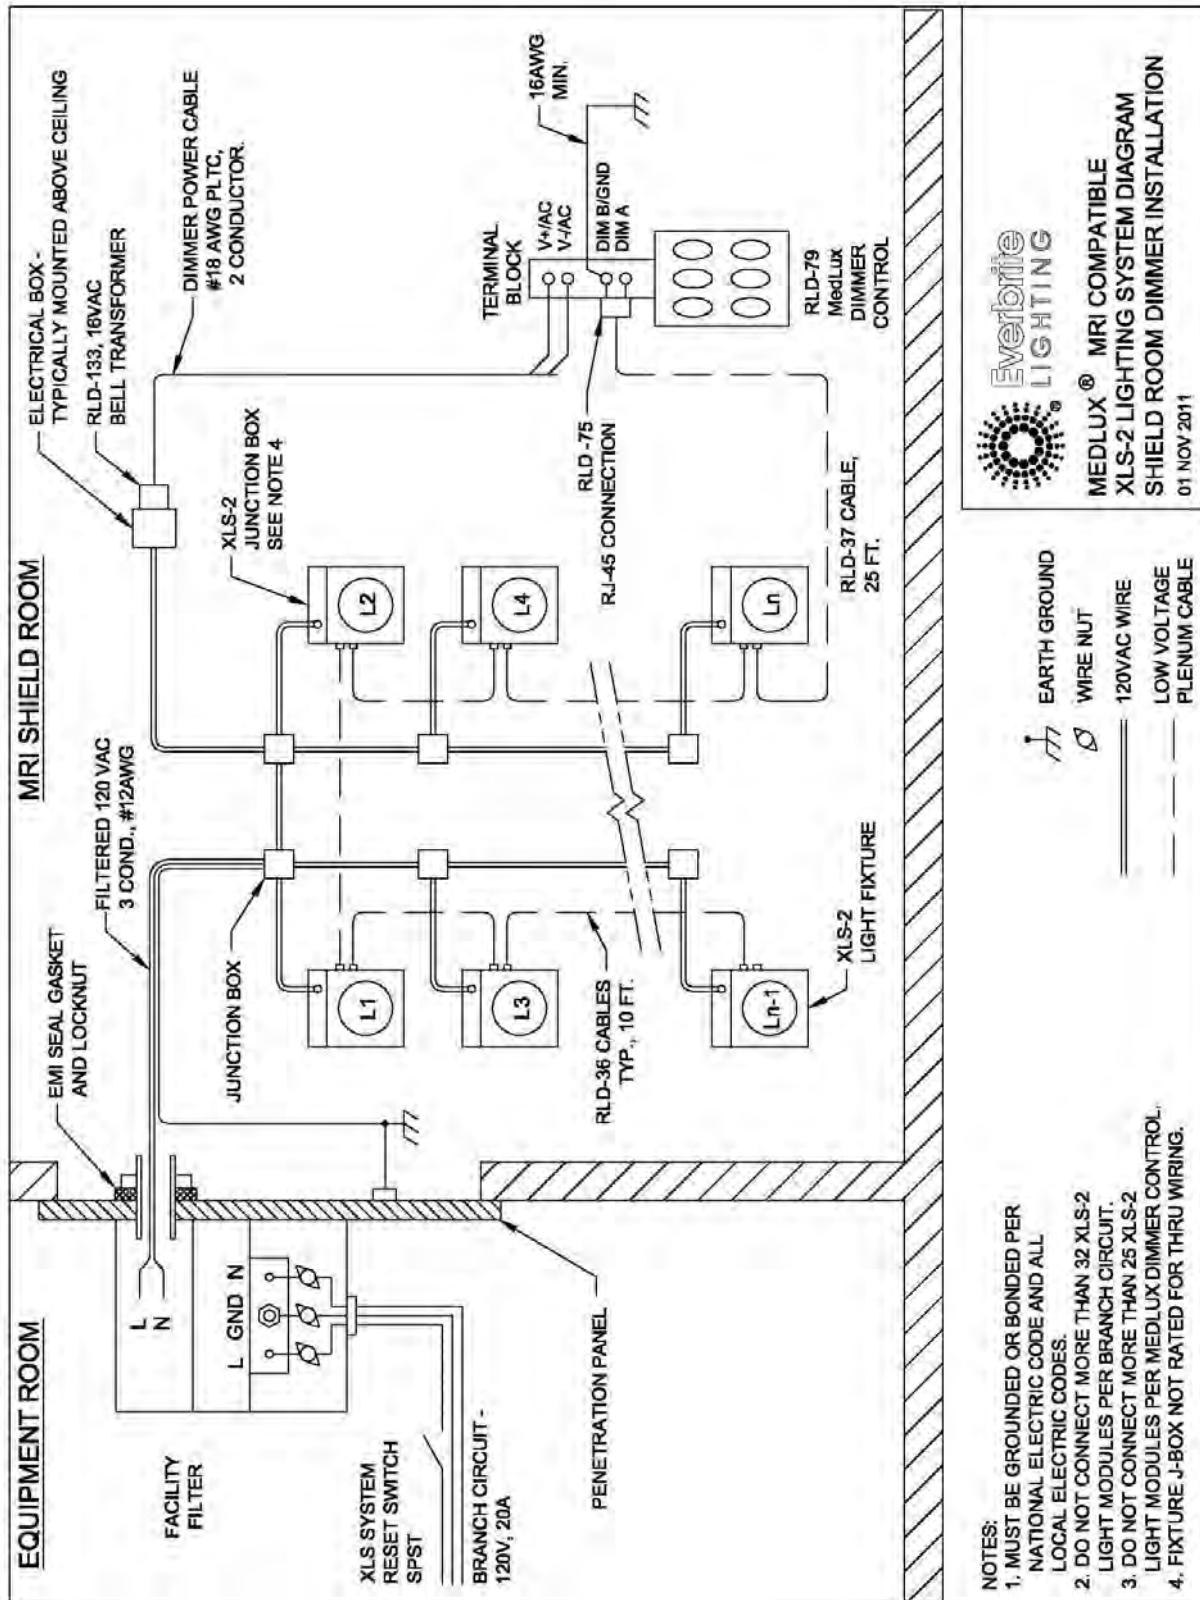 EQUIPMENT ROOM
MRI SHIELD ROOM
FACILITY
FILTER
L
N
L GND N
XLS SYSTEM
RESET SWITCH
SPST
BRANCH CIRCUIT -
120V, 20A
PENETRATION PANEL
EMI SEAL GASKET
AND LOCKNUT
FILTERED 120 VAC
3 COND., #12AWG
JUNCTION BOX
ELECTRICAL BOX -
TYPICALLY MOUNTED ABOVE CEILING
RLD-133, 16VAC
BELL TRANSFORMER
DIMMER POWER CABLE
#18 AWG PLTC,
2 CONDUCTOR.
XLS-2
JUNCTION BOX
SEE NOTE 4
L1
L2
L3
L4
Ln-1
Ln
RLD-36 CABLES
TYP., 10 FT.
XLS-2
LIGHT FIXTURE
TERMINAL
BLOCK
V+/AC
V-/AC
DIM B/GND
DIM A
16AWG
MIN.
RLD-75
RJ-45 CONNECTION
RLD-79
MedLux
DIMMER
CONTROL
RLD-37 CABLE,
25 FT.
NOTES:
1. MUST BE GROUNDED OR BONDED PER
NATIONAL ELECTRIC CODE AND ALL
LOCAL ELECTRIC CODES.
2. DO NOT CONNECT MORE THAN 32 XLS-2
LIGHT MODULES PER BRANCH CIRCUIT.
3. DO NOT CONNECT MORE THAN 25 XLS-2
LIGHT MODULES PER MEDLUX DIMMER CONTROL.
4. FIXTURE J-BOX NOT RATED FOR THRU WIRING.
EARTH GROUND
WIRE NUT
120VAC WIRE
LOW VOLTAGE
PLENUM CABLE
Everbrite
® LIGHTING
MEDLUX ® MRI COMPATIBLE
XLS-2 LIGHTING SYSTEM DIAGRAM
SHIELD ROOM DIMMER INSTALLATION
01 NOV 2011